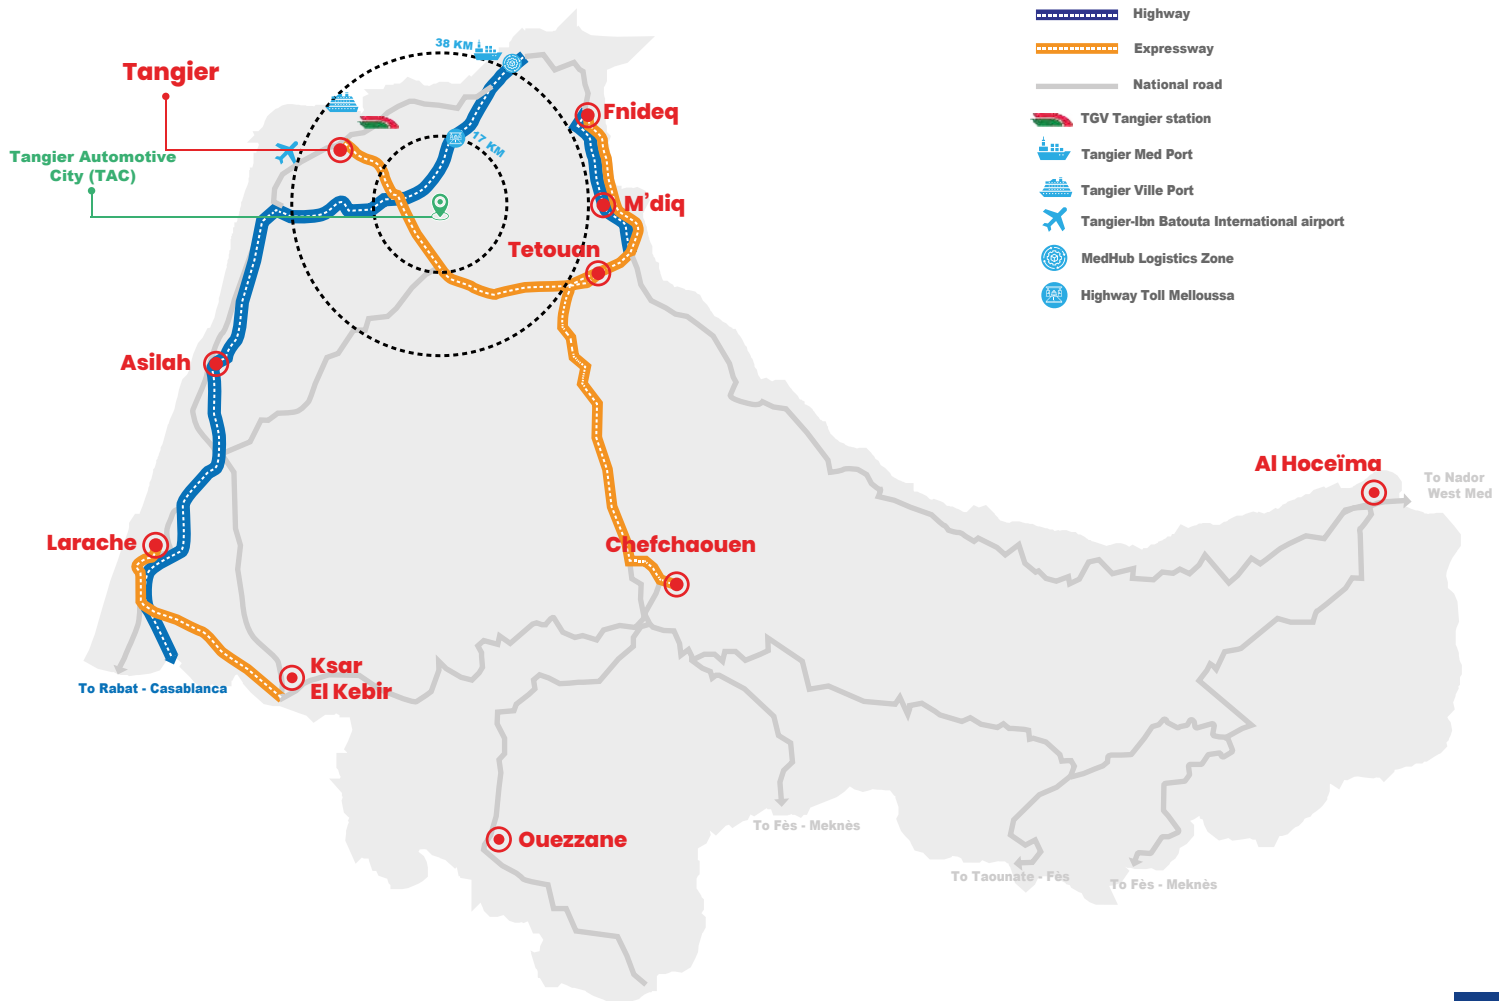 Highway
Expressway
National road
TGV Tangier station
Tangier Med Port
Tangier Ville Port
Tangier-Ibn Batouta International airport
MedHub Logistics Zone
Highway Toll Melloussa
38 KM
Tangier
17 KM
Fnideq
Tangier Automotive
City (TAC)
M'diq
Tetouan
Asilah
Al Hoceïma
To Nador
West Med
Larache
Chefchaouen
Ksar
El Kebir
To Rabat - Casablanca
Ouezzane
To Fès - Meknès
To Taounate - Fès
To Fès - Meknès